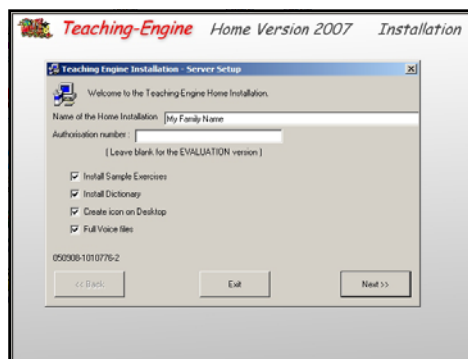 Teaching-Engine Home Version 2007 Installation
Teaching Engine Installation - Server Setup
Welcome to the Teaching-Engine Home Installation.
Name of the Home Installation My Family Name
Authorisation number :
( Leave blank for the EVALUATION version )
Install Sample Exercises
Install Dictionary
Create icon on Desktop
Full Voice files
050908-1010776-2
<< Back Exit Next >>